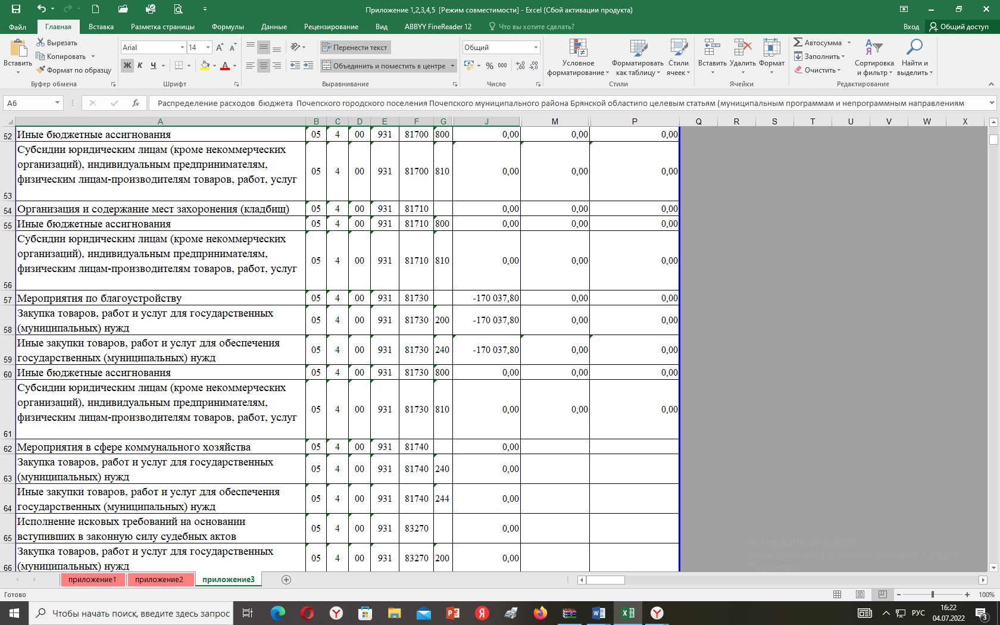 Приложение 1,2,3,4,5 [Режим совместимости] - Excel (Сбой активации продукта)
Файл Главная Вставка Разметка страницы Формулы Данные Рецензирование Вид ABBYY FineReader 12 Что вы хотите сделать? Вход Общий доступ
Вставить
Вырезать
Копировать
Формат по образцу
Буфер обмена
Arial 14
Ж К Ч
Шрифт
Перенести текст
Объединить и поместить в центре
Выравнивание
Общий
% 000
Число
Условное форматирование
Форматировать как таблицу
Стили ячеек
Стили
Вставить Удалить Формат
Ячейки
Автосумма
Заполнить
Очистить
Сортировка и фильтр
Найти и выделить
Редактирование
A6 fx Распределение расходов бюджета Почепского городского поселения Почепского муниципального района Брянской областипо целевым статьям (муниципальным программам и непрограммным направлениям
A B C D E F G J M P Q R S T U V W X
52 Иные бюджетные ассигнования 05 4 00 931 81700 800 0,00 0,00 0,00
Субсидии юридическим лицам (кроме некоммерческих
организаций), индивидуальным предпринимателям,
физическим лицам-производителям товаров, работ, услуг
53 05 4 00 931 81700 810 0,00 0,00 0,00
54 Организация и содержание мест захоронения (кладбищ) 05 4 00 931 81710 0,00 0,00 0,00
55 Иные бюджетные ассигнования 05 4 00 931 81710 800 0,00 0,00 0,00
Субсидии юридическим лицам (кроме некоммерческих
организаций), индивидуальным предпринимателям,
физическим лицам-производителям товаров, работ, услуг
56 05 4 00 931 81710 810 0,00 0,00 0,00
57 Мероприятия по благоустройству 05 4 00 931 81730 -170 037,80 0,00 0,00
Закупка товаров, работ и услуг для государственных
58 (муниципальных) нужд 05 4 00 931 81730 200 -170 037,80 0,00 0,00
Иные закупки товаров, работ и услуг для обеспечения
59 государственных (муниципальных) нужд 05 4 00 931 81730 240 -170 037,80 0,00 0,00
60 Иные бюджетные ассигнования 05 4 00 931 81730 800 0,00 0,00 0,00
Субсидии юридическим лицам (кроме некоммерческих
организаций), индивидуальным предпринимателям,
физическим лицам-производителям товаров, работ, услуг
61 05 4 00 931 81730 810 0,00 0,00 0,00
62 Мероприятия в сфере коммунального хозяйства 05 4 00 931 81740 0,00
Закупка товаров, работ и услуг для государственных
63 (муниципальных) нужд 05 4 00 931 81740 240 0,00
Иные закупки товаров, работ и услуг для обеспечения
64 государственных (муниципальных) нужд 05 4 00 931 81740 244 0,00
Исполнение исковых требований на основании
65 вступивших в законную силу судебных актов 05 4 00 931 83270 0,00
Закупка товаров, работ и услуг для государственных
66 (муниципальных) нужд 05 4 00 931 83270 200 0,00
Активация Windows
приложение1 приложение2 приложение3
Готово 100%
Чтобы начать поиск, введите здесь запрос
РУС 16:22
04.07.2022 3